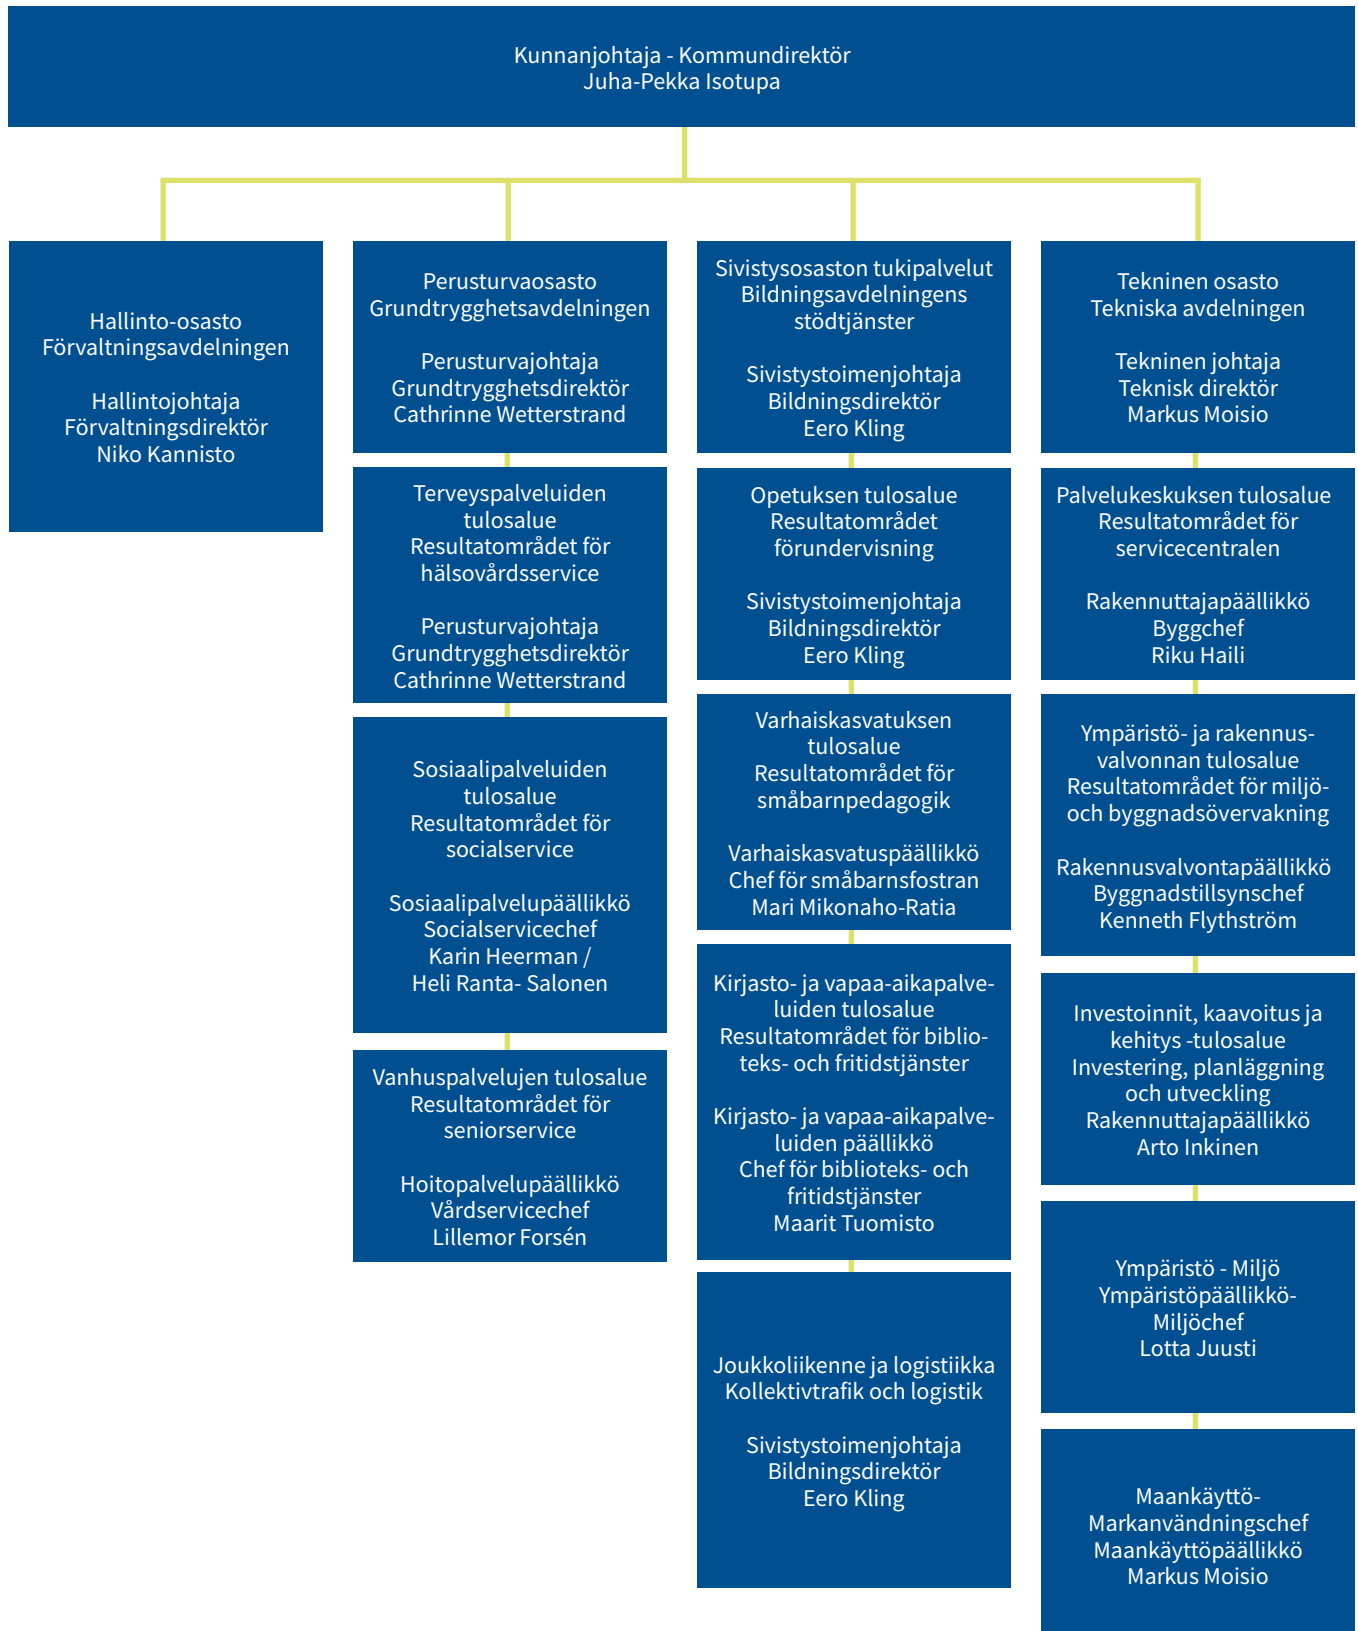 Kunnanjohtaja - Kommundirektör
Juha-Pekka Isotupa
Hallinto-osasto
Förvaltningsavdelningen
Hallintojohtaja
Förvaltningsdirektör
Niko Kannisto
Perusturvaosasto
Grundtrygghetsavdelningen
Perusturvajohtaja
Grundtrygghetsdirektör
Cathrinne Wetterstrand
Terveyspalveluiden
tulosalue
Resultatområdet för
hälsovårdsservice
Perusturvajohtaja
Grundtrygghetsdirektör
Cathrinne Wetterstrand
Sosiaalipalveluiden
tulosalue
Resultatområdet för
socialservice
Sosiaalipalvelupäällikkö
Socialservicechef
Karin Heerman /
Heli Ranta- Salonen
Vanhuspalvelujen tulosalue
Resultatområdet för
seniorservice
Hoitopalvelupäällikkö
Vårdservicechef
Lillemor Forsén
Sivistysosaston tukipalvelut
Bildningsavdelningens
stödtjänster
Sivistystoimenjohtaja
Bildningsdirektör
Eero Kling
Opetuksen tulosalue
Resultatområdet
förundervisning
Sivistystoimenjohtaja
Bildningsdirektör
Eero Kling
Varhaiskasvatuksen
tulosalue
Resultatområdet för
småbarnpedagogik
Varhaiskasvatuspäällikkö
Chef för småbarnsfostran
Mari Mikonaho-Ratia
Kirjasto- ja vapaa-aikapalve-
luiden tulosalue
Resultatområdet för biblio-
teks- och fritidstjänster
Kirjasto- ja vapaa-aikapalve-
luiden päällikkö
Chef för biblioteks- och
fritidstjänster
Maarit Tuomisto
Joukkoliikenne ja logistiikka
Kollektivtrafik och logistik
Sivistystoimenjohtaja
Bildningsdirektör
Eero Kling
Tekninen osasto
Tekniska avdelningen
Tekninen johtaja
Teknisk direktör
Markus Moisio
Palvelukeskuksen tulosalue
Resultatområdet för
servicecentralen
Rakennuttajapäällikkö
Byggchef
Riku Haili
Ympäristö- ja rakennus-
valvonnan tulosalue
Resultatområdet för miljö-
och byggnadsövervakning
Rakennusvalvontapäällikkö
Byggnadstillsynschef
Kenneth Flythström
Investoinnit, kaavoitus ja
kehitys -tulosalue
Investering, planläggning
och utveckling
Rakennuttajapäällikkö
Arto Inkinen
Ympäristö - Miljö
Ympäristöpäällikkö-
Miljöchef
Lotta Juusti
Maankäyttö-
Markanvändningschef
Maankäyttöpäällikkö
Markus Moisio